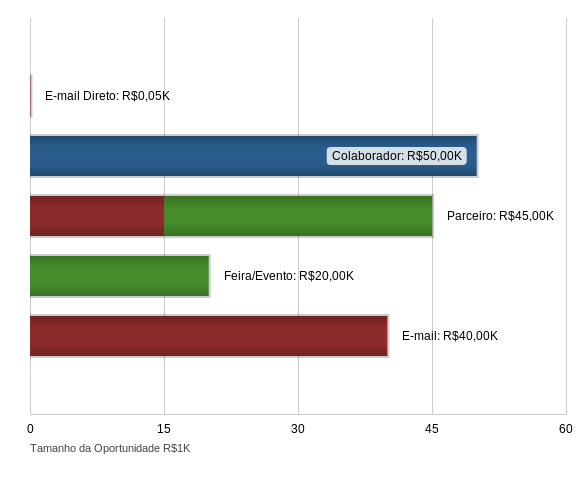 E-mail Direto: R$0,05K
Colaborador: R$50,00K
Parceiro: R$45,00K
Feira/Evento: R$20,00K
E-mail: R$40,00K
0 15 30 45 60
Tamanho da Oportunidade R$1K